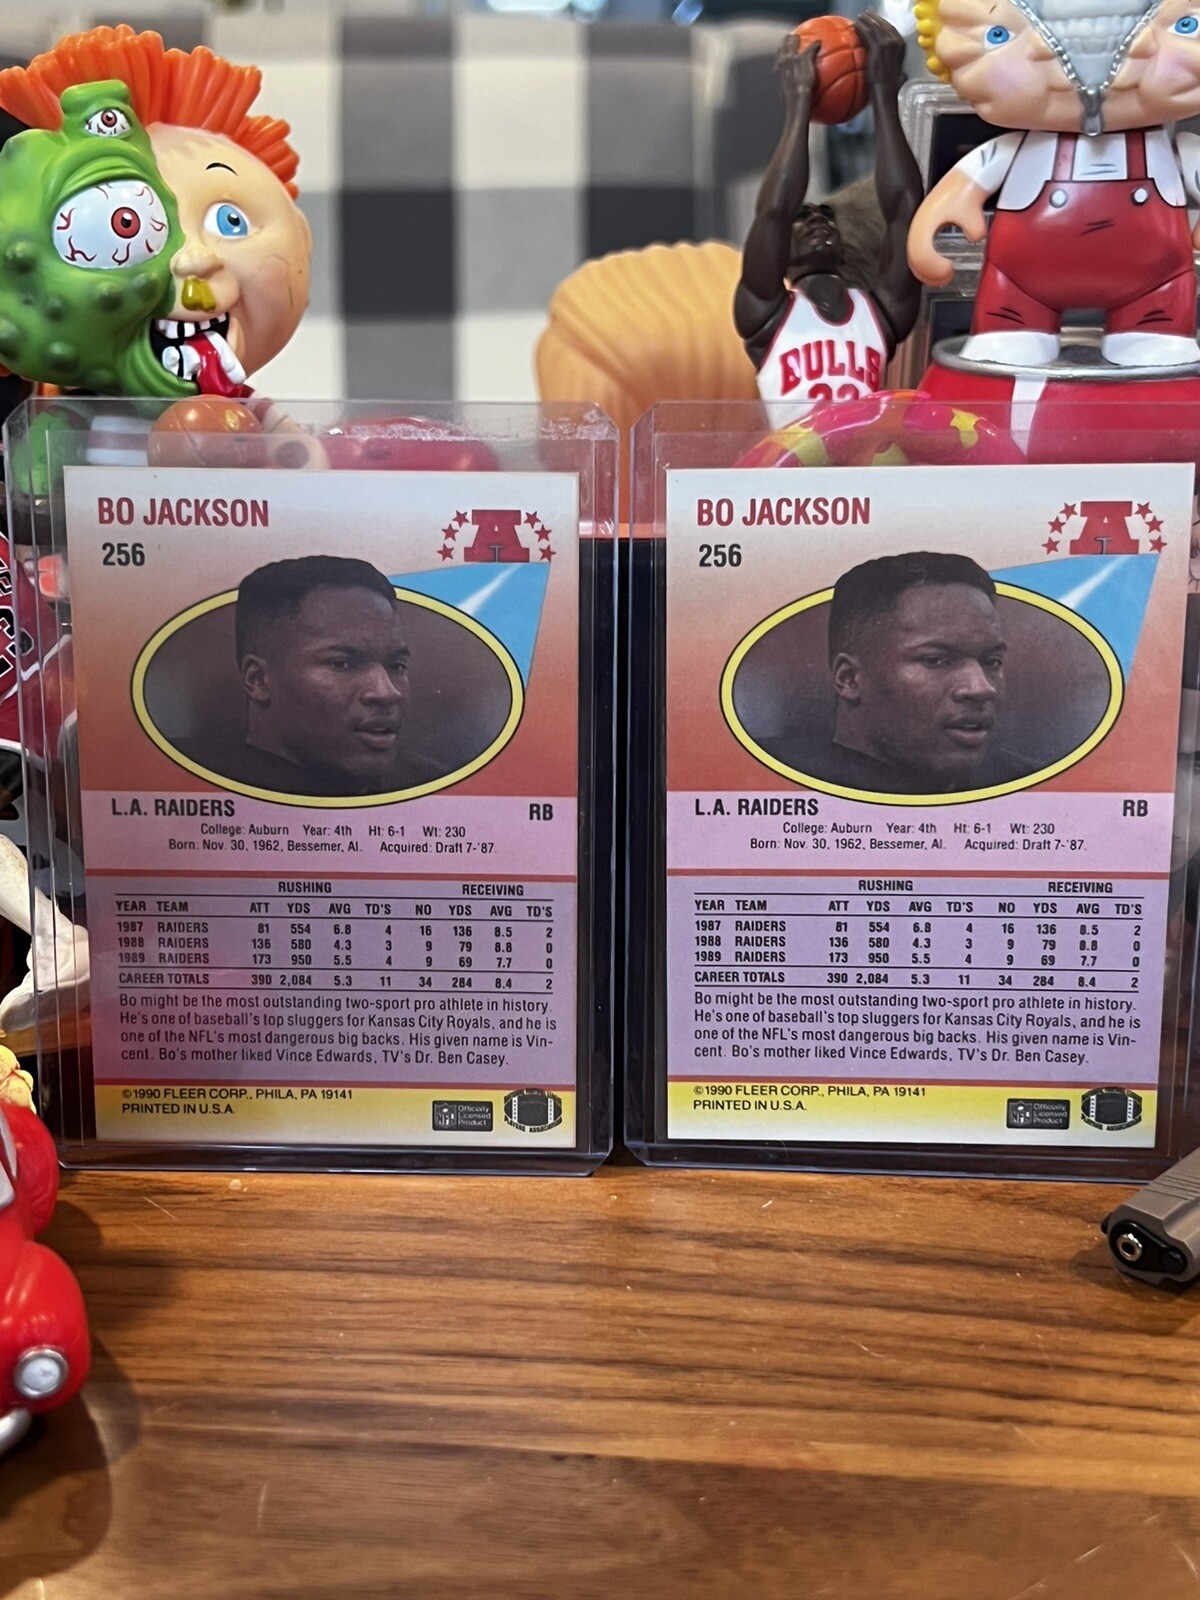 BULLS
23
BO JACKSON
256
A
L.A. RAIDERS RB
College: Auburn Year: 4th Ht: 6-1 Wt: 230
Born: Nov. 30, 1962, Bessemer, Al. Acquired: Draft 7-'87.
RUSHING RECEIVING
YEAR TEAM ATT YDS AVG TD'S NO YDS AVG TD'S
1987 RAIDERS 81 554 6.8 4 16 136 8.5 2
1988 RAIDERS 136 580 4.3 3 9 79 8.8 0
1989 RAIDERS 173 950 5.5 4 9 69 7.7 0
CAREER TOTALS 390 2,084 5.3 11 34 284 8.4 2
Bo might be the most outstanding two-sport pro athlete in history.
He's one of baseball's top sluggers for Kansas City Royals, and he is
one of the NFL's most dangerous big backs. His given name is Vin-
cent. Bo's mother liked Vince Edwards, TV's Dr. Ben Casey.
©1990 FLEER CORP., PHILA, PA 19141
PRINTED IN U.S.A.
NFL
Officially
Licensed
Product
BO JACKSON
256
A
L.A. RAIDERS RB
College: Auburn Year: 4th Ht: 6-1 Wt: 230
Born: Nov. 30, 1962, Bessemer, Al. Acquired: Draft 7-'87.
RUSHING RECEIVING
YEAR TEAM ATT YDS AVG TD'S NO YDS AVG TD'S
1987 RAIDERS 81 554 6.8 4 16 136 8.5 2
1988 RAIDERS 136 580 4.3 3 9 79 8.8 0
1989 RAIDERS 173 950 5.5 4 9 69 7.7 0
CAREER TOTALS 390 2,084 5.3 11 34 284 8.4 2
Bo might be the most outstanding two-sport pro athlete in history.
He's one of baseball's top sluggers for Kansas City Royals, and he is
one of the NFL's most dangerous big backs. His given name is Vin-
cent. Bo's mother liked Vince Edwards, TV's Dr. Ben Casey.
©1990 FLEER CORP., PHILA, PA 19141
PRINTED IN U.S.A.
NFL
Officially
Licensed
Product